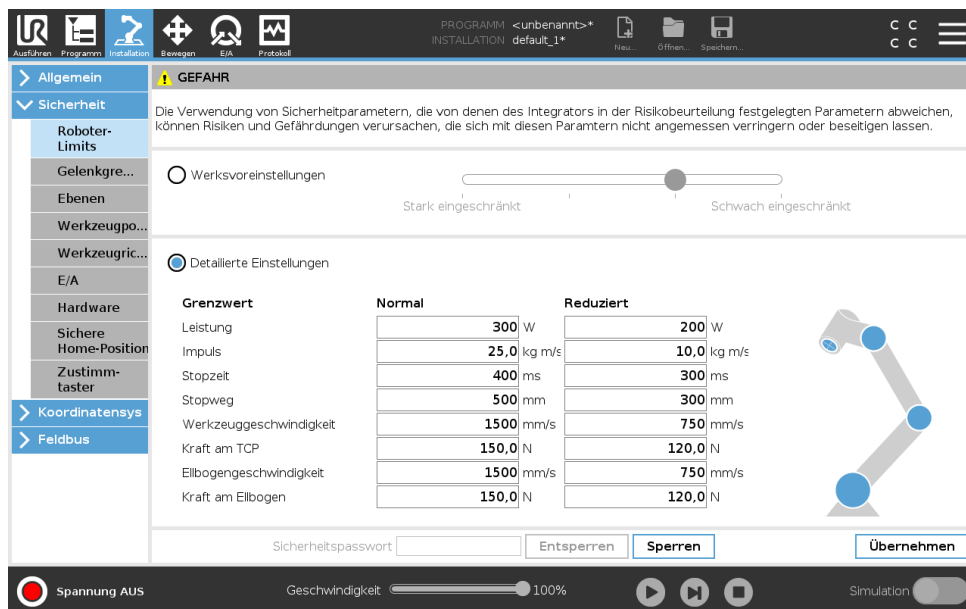 PROGRAMM <unbenannt>*
INSTALLATION default_1*
Ausführen Programm Installation Bewegen E/A Protokoll Neu... Öffnen... Speichern...
C C
C C
Allgemein
Sicherheit
Roboter-
Limits
Gelenkgre...
Ebenen
Werkzeugpo...
Werkzeugric...
E/A
Hardware
Sichere
Home-Position
Zustimm-
taster
Koordinatensys
Feldbus
GEFAHR
Die Verwendung von Sicherheitparametern, die von denen des Integrators in der Risikobeurteilung festgelegten Parametern abweichen,
können Risiken und Gefährdungen verursachen, die sich mit diesen Paramtern nicht angemessen verringern oder beseitigen lassen.
Werksvoreinstellungen
Stark eingeschränkt Schwach eingeschränkt
Detailierte Einstellungen
Grenzwert Normal Reduziert
Leistung 300 W 200 W
Impuls 25,0 kg m/s 10,0 kg m/s
Stopzeit 400 ms 300 ms
Stopweg 500 mm 300 mm
Werkzeuggeschwindigkeit 1500 mm/s 750 mm/s
Kraft am TCP 150,0 N 120,0 N
Ellbogengeschwindigkeit 1500 mm/s 750 mm/s
Kraft am Ellbogen 150,0 N 120,0 N
Sicherheitspasswort Entsperren Sperren Übernehmen
Spannung AUS Geschwindigkeit 100% Simulation